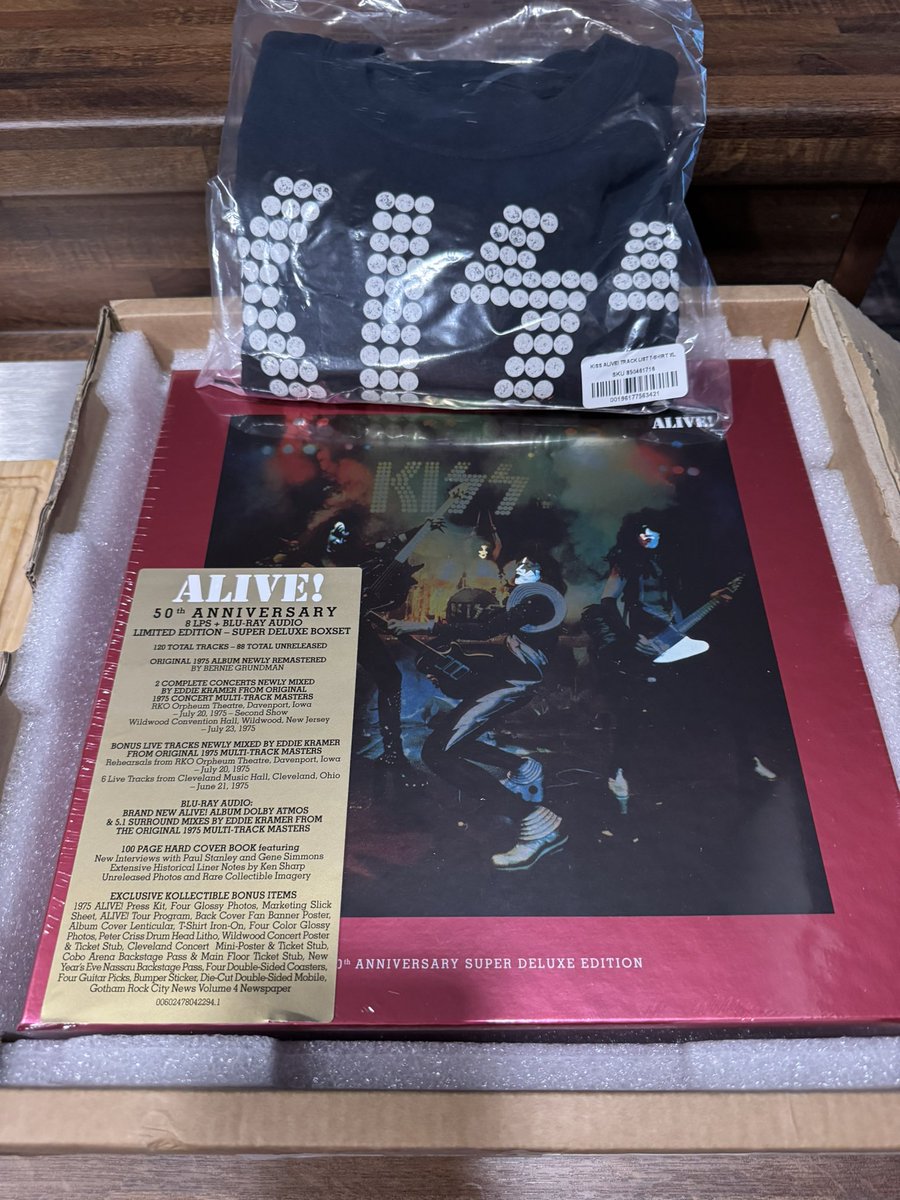 KISS
KISS ALIVE! TRACK LIST T-SHIRT XL
SKU 850461716
00196177563421
ALIVE!
KISS
ALIVE!
50th ANNIVERSARY
8 LPS + BLU-RAY AUDIO
LIMITED EDITION – SUPER DELUXE BOXSET
120 TOTAL TRACKS – 88 TOTAL UNRELEASED
ORIGINAL 1975 ALBUM NEWLY REMASTERED
BY BERNIE GRUNDMAN
2 COMPLETE CONCERTS NEWLY MIXED
BY EDDIE KRAMER FROM ORIGINAL
1975 CONCERT MULTI-TRACK MASTERS
RKO Orpheum Theatre, Davenport, Iowa
– July 20, 1975 – Second Show
Wildwood Convention Hall, Wildwood, New Jersey
– July 23, 1975
BONUS LIVE TRACKS NEWLY MIXED BY EDDIE KRAMER
FROM ORIGINAL 1975 MULTI-TRACK MASTERS
Rehearsals from RKO Orpheum Theatre, Davenport, Iowa
– July 20, 1975
6 Live Tracks from Cleveland Music Hall, Cleveland, Ohio
– June 21, 1975
BLU-RAY AUDIO:
BRAND NEW ALIVE! ALBUM DOLBY ATMOS
& 5.1 SURROUND MIXES BY EDDIE KRAMER FROM
THE ORIGINAL 1975 MULTI-TRACK MASTERS
100 PAGE HARD COVER BOOK featuring
New Interviews with Paul Stanley and Gene Simmons
Extensive Historical Liner Notes by Ken Sharp
Unreleased Photos and Rare Collectible Imagery
EXCLUSIVE KOLLECTIBLE BONUS ITEMS
1975 ALIVE! Press Kit, Four Glossy Photos, Marketing Slick
Sheet, ALIVE! Tour Program, Back Cover Fan Banner Poster,
Album Cover Lenticular, T-Shirt Iron-On, Four Color Glossy
Photos, Peter Criss Drum Head Litho, Wildwood Concert Poster
& Ticket Stub, Cleveland Concert Mini-Poster & Ticket Stub,
Cobo Arena Backstage Pass & Main Floor Ticket Stub, New
Year's Eve Nassau Backstage Pass, Four Double-Sided Coasters,
Four Guitar Picks, Bumper Sticker, Die-Cut Double-Sided Mobile,
Gotham Rock City News Volume 4 Newspaper
00602478042294.1
0th ANNIVERSARY SUPER DELUXE EDITION